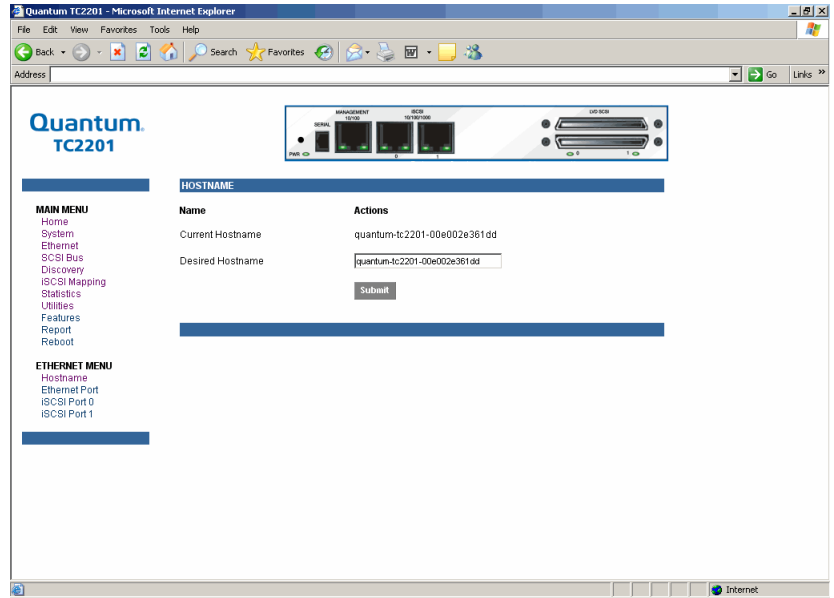 Quantum TC2201 - Microsoft Internet Explorer
File Edit View Favorites Tools Help
Back Search Favorites
Address Go Links »
Quantum.
TC2201
MANAGEMENT
10/100
iSCSI
10/100/1000
LVD SCSI
SERIAL
PWR 0 1 0 1
HOSTNAME
MAIN MENU
Home
System
Ethernet
SCSI Bus
Discovery
iSCSI Mapping
Statistics
Utilities
Features
Report
Reboot
ETHERNET MENU
Hostname
Ethernet Port
iSCSI Port 0
iSCSI Port 1
Name Actions
Current Hostname quantum-tc2201-00e002e361dd
Desired Hostname quantum-tc2201-00e002e361dd
Submit
Internet